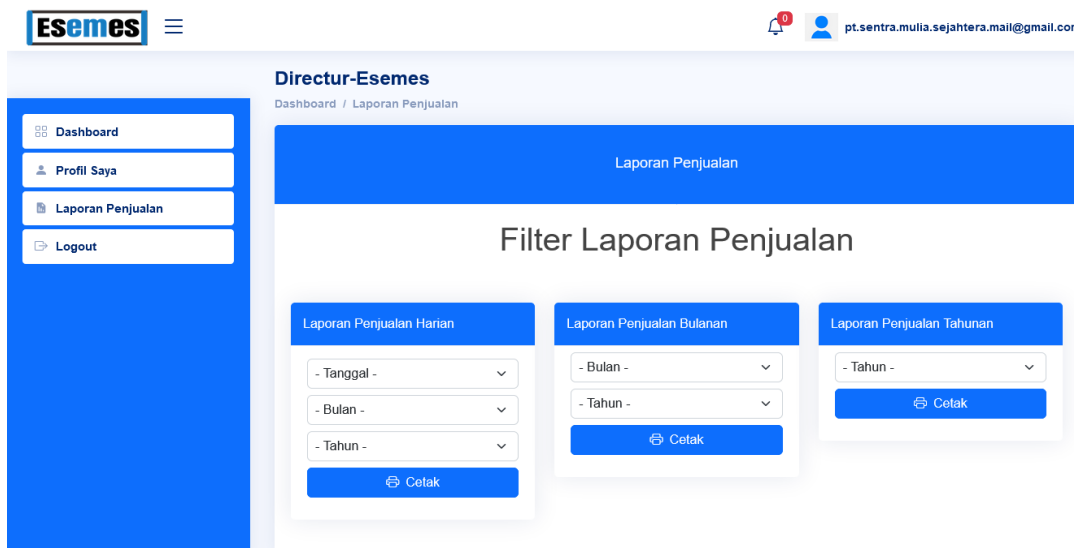 Esemes
0
pt.sentra.mulia.sejahtera.mail@gmail.com
Directur-Esemes
Dashboard / Laporan Penjualan
Dashboard
Profil Saya
Laporan Penjualan
Logout
Laporan Penjualan
Filter Laporan Penjualan
Laporan Penjualan Harian
- Tanggal -
- Bulan -
- Tahun -
Cetak
Laporan Penjualan Bulanan
- Bulan -
- Tahun -
Cetak
Laporan Penjualan Tahunan
- Tahun -
Cetak